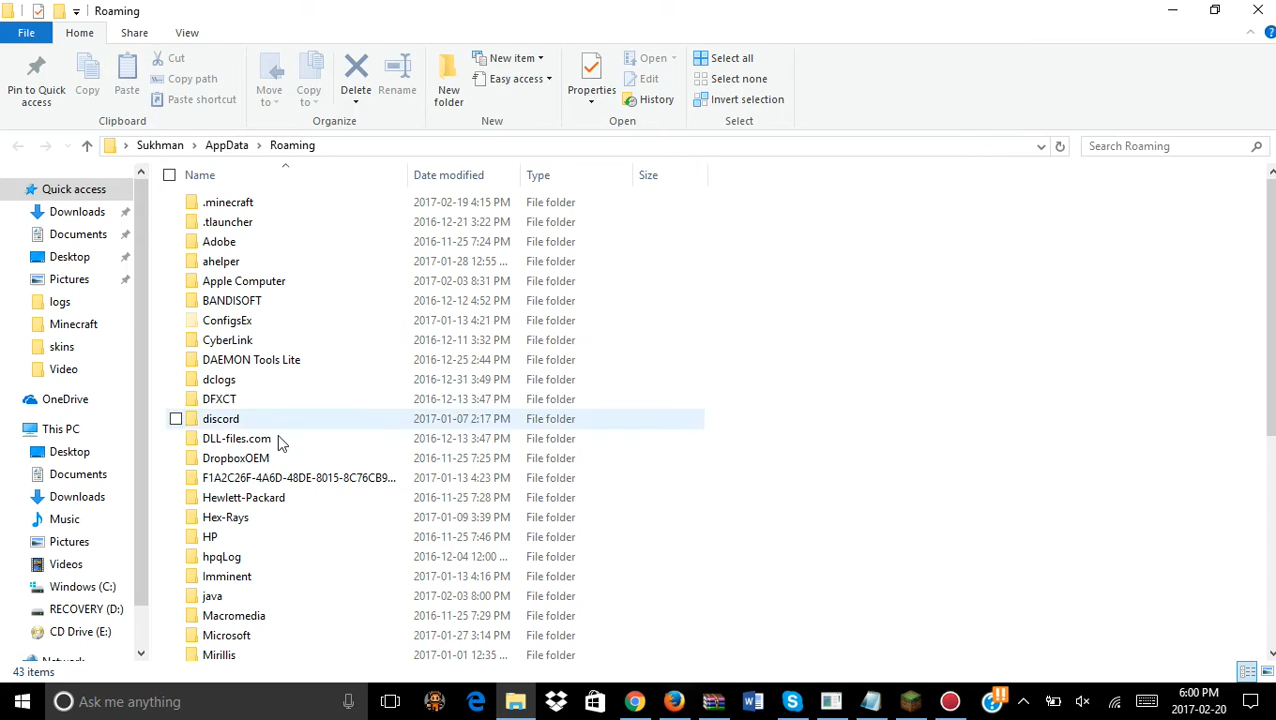 Roaming
File Home Share View
Pin to Quick access
Copy
Paste
Cut
Copy path
Paste shortcut
Clipboard
Move to
Copy to
Delete
Rename
Organize
New folder
New item
Easy access
New
Properties
Open
Edit
History
Open
Select all
Select none
Invert selection
Select
Sukhman > AppData > Roaming
Search Roaming
Quick access
Downloads
Documents
Desktop
Pictures
logs
Minecraft
skins
Video
OneDrive
This PC
Desktop
Documents
Downloads
Music
Pictures
Videos
Windows (C:)
RECOVERY (D:)
CD Drive (E:)
Name Date modified Type Size
.minecraft 2017-02-19 4:15 PM File folder
.tlauncher 2016-12-21 3:22 PM File folder
Adobe 2016-11-25 7:24 PM File folder
ahelper 2017-01-28 12:55 ... File folder
Apple Computer 2017-02-03 8:31 PM File folder
BANDISOFT 2016-12-12 4:52 PM File folder
ConfigsEx 2017-01-13 4:21 PM File folder
CyberLink 2016-12-11 3:32 PM File folder
DAEMON Tools Lite 2016-12-25 2:44 PM File folder
dclogs 2016-12-31 3:49 PM File folder
DFXCT 2016-12-13 3:47 PM File folder
discord 2017-01-07 2:17 PM File folder
DLL-files.com 2016-12-13 3:47 PM File folder
DropboxOEM 2016-11-25 7:25 PM File folder
F1A2C26F-4A6D-48DE-8015-8C76CB9... 2017-01-13 4:23 PM File folder
Hewlett-Packard 2016-11-25 7:28 PM File folder
Hex-Rays 2017-01-09 3:39 PM File folder
HP 2016-11-25 7:46 PM File folder
hpqLog 2016-12-04 12:00 ... File folder
Imminent 2017-01-13 4:16 PM File folder
java 2017-02-03 8:00 PM File folder
Macromedia 2016-11-25 7:29 PM File folder
Microsoft 2017-01-27 3:14 PM File folder
Mirillis 2017-01-01 12:35 ... File folder
43 items
Ask me anything
6:00 PM
2017-02-20